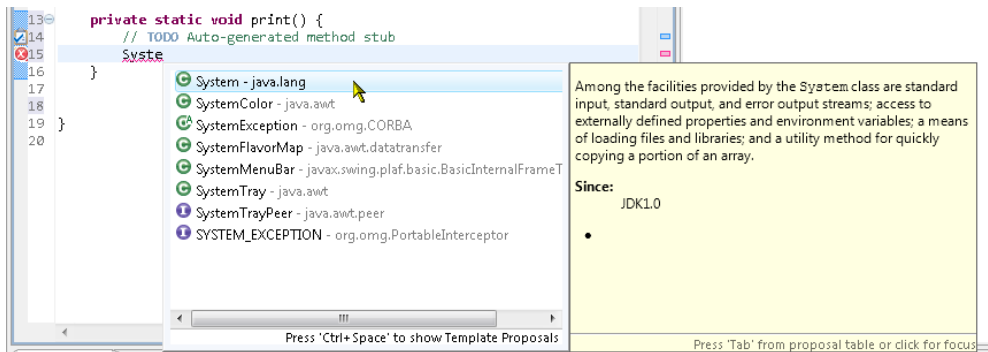 13 private static void print() {
14 // TODO Auto-generated method stub
15 Syste
16 }
17
18
19 }
20
System - java.lang
SystemColor - java.awt
SystemException - org.omg.CORBA
SystemFlavorMap - java.awt.datatransfer
SystemMenuBar - javax.swing.plaf.basic.BasicInternalFrameT
SystemTray - java.awt
SystemTrayPeer - java.awt.peer
SYSTEM_EXCEPTION - org.omg.PortableInterceptor
Press 'Ctrl+Space' to show Template Proposals
Among the facilities provided by the System class are standard
input, standard output, and error output streams; access to
externally defined properties and environment variables; a means
of loading files and libraries; and a utility method for quickly
copying a portion of an array.
Since:
JDK1.0
•
Press 'Tab' from proposal table or click for focus